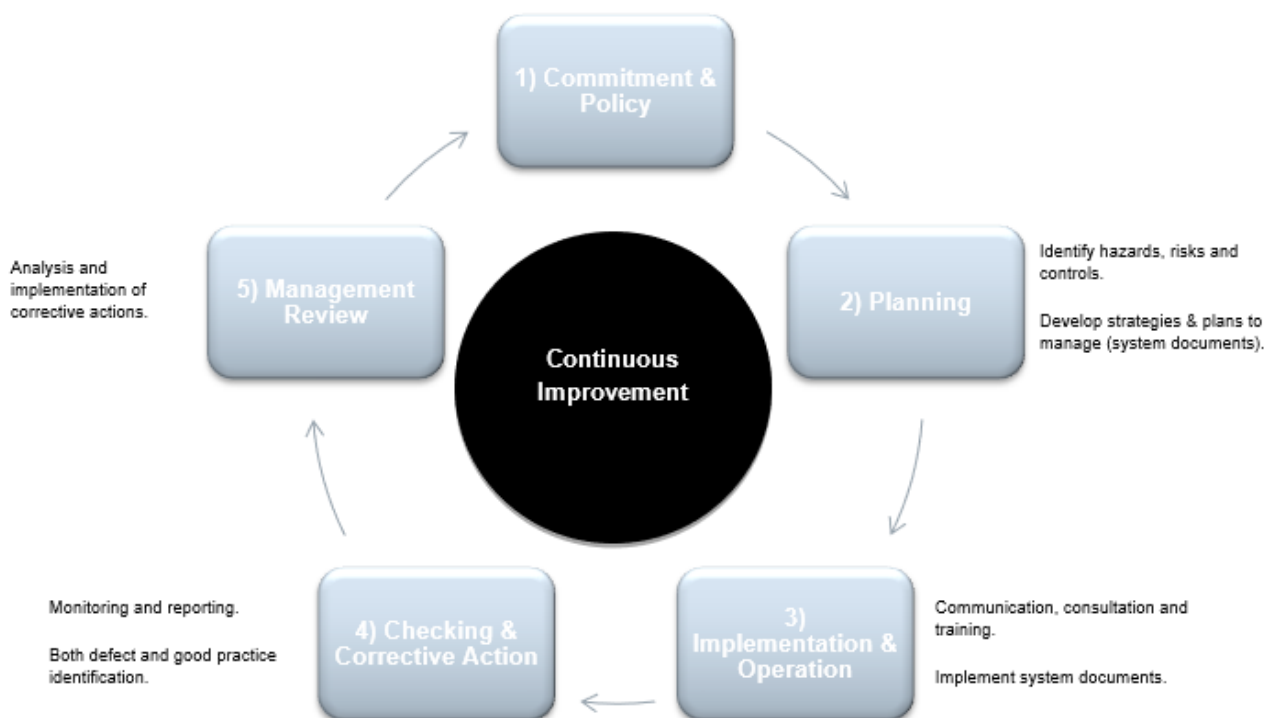 1) Commitment &
Policy
Identify hazards, risks and
controls.
Develop strategies & plans to
manage (system documents).
2) Planning
Analysis and
implementation of
corrective actions.
5) Management
Review
Continuous
Improvement
Monitoring and reporting.
Both defect and good practice
identification.
4) Checking &
Corrective Action
3)
Implementation &
Operation
Communication, consultation and
training.
Implement system documents.